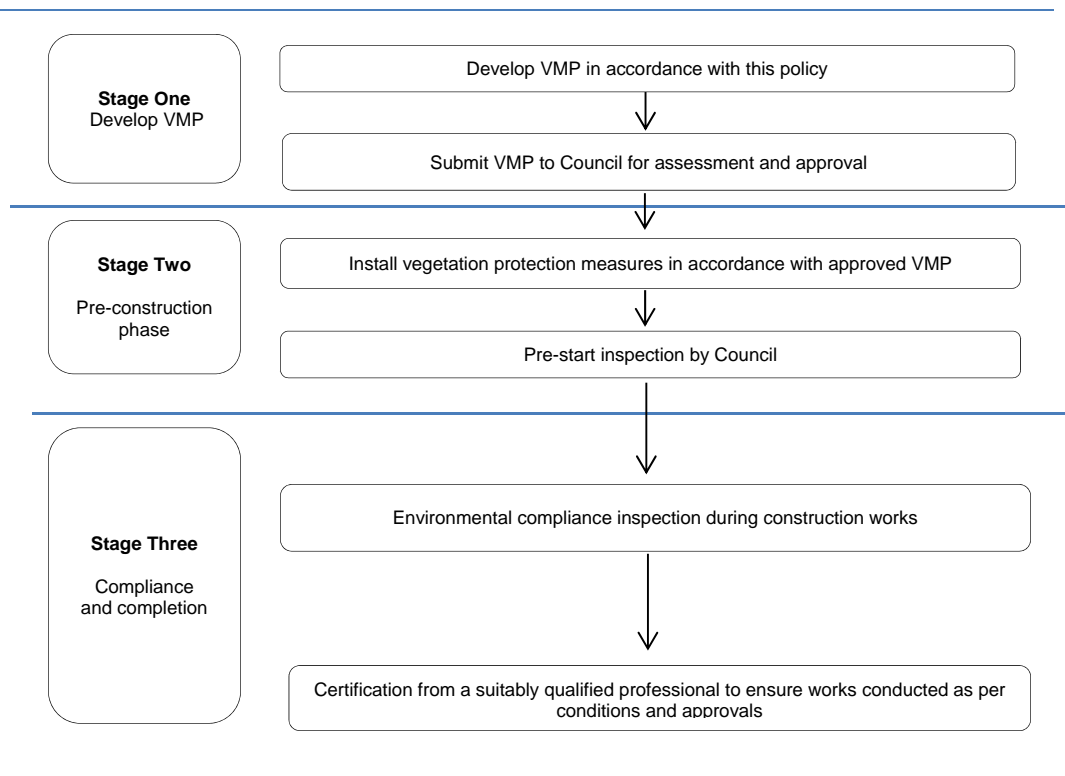 Stage One
Develop VMP
Develop VMP in accordance with this policy
Submit VMP to Council for assessment and approval
Stage Two
Pre-construction
phase
Install vegetation protection measures in accordance with approved VMP
Pre-start inspection by Council
Stage Three
Compliance
and completion
Environmental compliance inspection during construction works
Certification from a suitably qualified professional to ensure works conducted as per
conditions and approvals